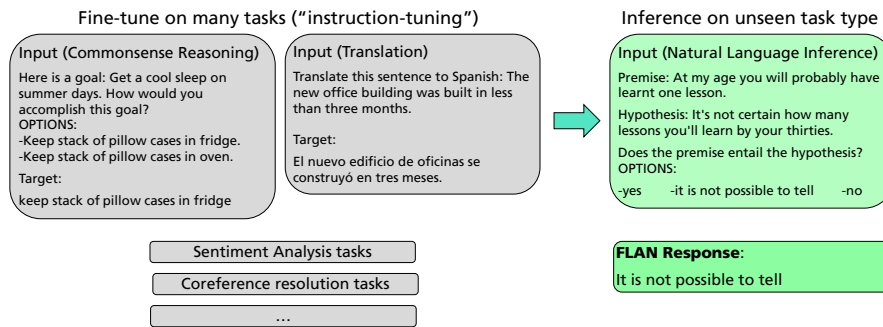 Fine-tune on many tasks (“instruction-tuning”)
Input (Commonsense Reasoning)
Here is a goal: Get a cool sleep on
summer days. How would you
accomplish this goal?
OPTIONS:
-Keep stack of pillow cases in fridge.
-Keep stack of pillow cases in oven.
Target:
keep stack of pillow cases in fridge
Input (Translation)
Translate this sentence to Spanish: The
new office building was built in less
than three months.
Target:
El nuevo edificio de oficinas se
construyó en tres meses.
Sentiment Analysis tasks
Coreference resolution tasks
...
Inference on unseen task type
Input (Natural Language Inference)
Premise: At my age you will probably have
learnt one lesson.
Hypothesis: It's not certain how many
lessons you'll learn by your thirties.
Does the premise entail the hypothesis?
OPTIONS:
-yes -it is not possible to tell -no
FLAN Response:
It is not possible to tell